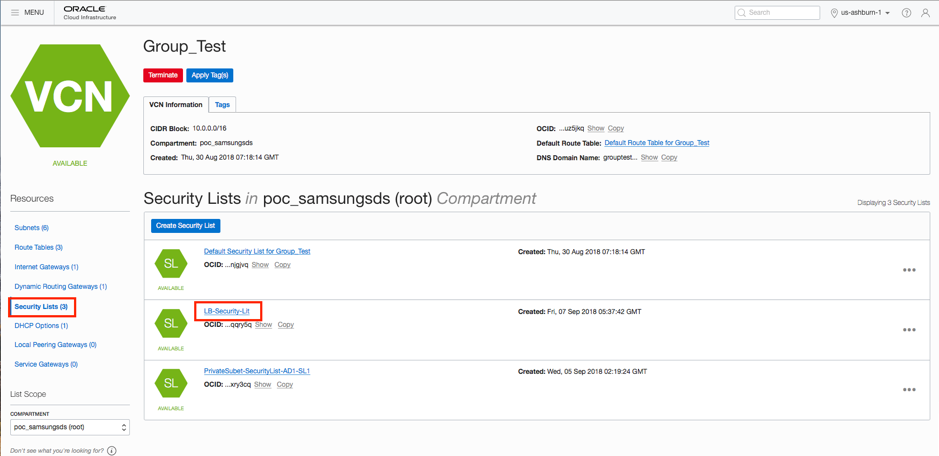 MENU
ORACLE
Cloud Infrastructure
Search
us-ashburn-1
VCN
AVAILABLE
Group_Test
Terminate
Apply Tag(s)
VCN Information
Tags
CIDR Block: 10.0.0.0/16
Compartment: poc_samsungsds
Created: Thu, 30 Aug 2018 07:18:14 GMT
OCID: ...uz5jkq Show Copy
Default Route Table: Default Route Table for Group_Test
DNS Domain Name: grouptest... Show Copy
Resources
Subnets (6)
Route Tables (3)
Internet Gateways (1)
Dynamic Routing Gateways (1)
Security Lists (3)
DHCP Options (1)
Local Peering Gateways (0)
Service Gateways (0)
List Scope
COMPARTMENT
poc_samsungsds (root)
Don't see what you're looking for?
Security Lists in poc_samsungsds (root) Compartment
Displaying 3 Security Lists
Create Security List
SL
AVAILABLE
Default Security List for Group_Test
OCID: ...njgjvq Show Copy
Created: Thu, 30 Aug 2018 07:18:14 GMT
SL
AVAILABLE
LB-Security-Lit
OCID: ...qqry5q Show Copy
Created: Fri, 07 Sep 2018 05:37:42 GMT
SL
AVAILABLE
PrivateSubet-SecurityList-AD1-SL1
OCID: ...xry3cq Show Copy
Created: Wed, 05 Sep 2018 02:19:24 GMT